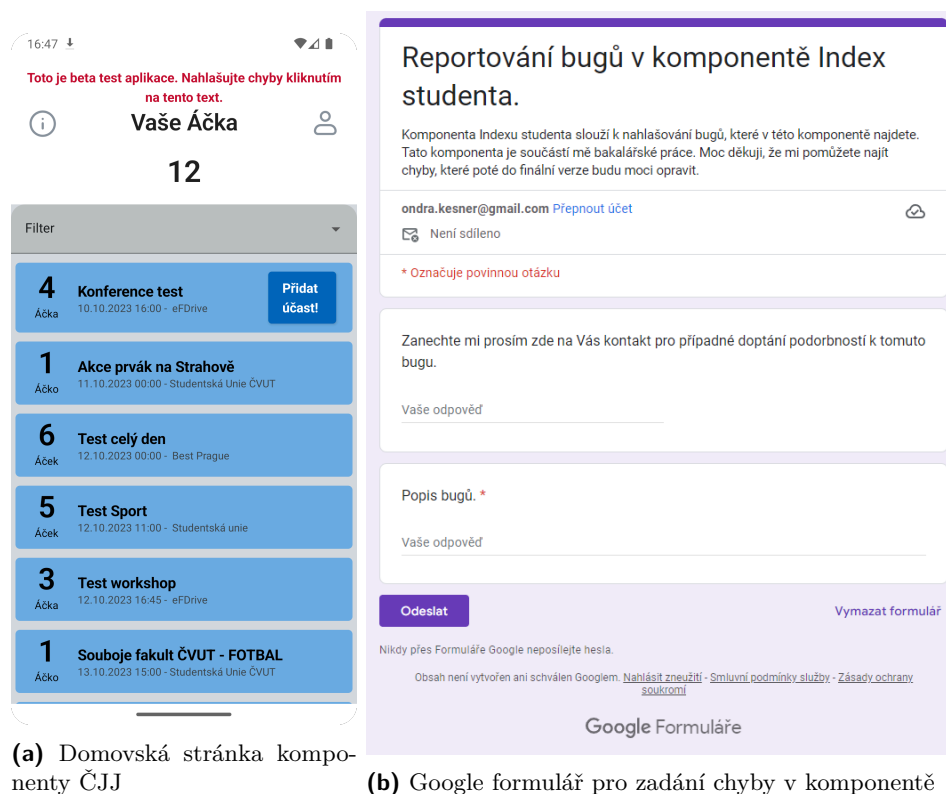 16:47
Toto je beta test aplikace. Nahlašujte chyby kliknutím
na tento text.
Vaše Áčka
12
Filter
4
Áčka
Konference test
10.10.2023 16:00 - eFDrive
Přidat
účast!
1
Áčko
Akce prvák na Strahově
11.10.2023 00:00 - Studentská Unie ČVUT
6
Áček
Test celý den
12.10.2023 00:00 - Best Prague
5
Áček
Test Sport
12.10.2023 11:00 - Studentská unie
3
Áčka
Test workshop
12.10.2023 16:45 - eFDrive
1
Áčko
Souboje fakult ČVUT - FOTBAL
13.10.2023 15:00 - Studentská Unie ČVUT
(a) Domovská stránka kompo-
nenty ČJJ
Reportování bugů v komponentě Index
studenta.
Komponenta Indexu studenta slouží k nahlašování bugů, které v této komponentě najdete.
Tato komponenta je součástí mě bakalářské práce. Moc děkuji, že mi pomůžete najít
chyby, které poté do finální verze budu moci opravit.
ondra.kesner@gmail.com Přepnout účet
Není sdíleno
* Označuje povinnou otázku
Zanechte mi prosím zde na Vás kontakt pro případné doptání podorbností k tomuto
bugu.
Vaše odpověď
Popis bugů. *
Vaše odpověď
Odeslat
Vymazat formulář
Nikdy přes Formuláře Google neposílejte hesla.
Obsah není vytvořen ani schválen Googlem. Nahlásit zneužití - Smluvní podmínky služby - Zásady ochrany
soukromí
Google Formuláře
(b) Google formulář pro zadání chyby v komponentě